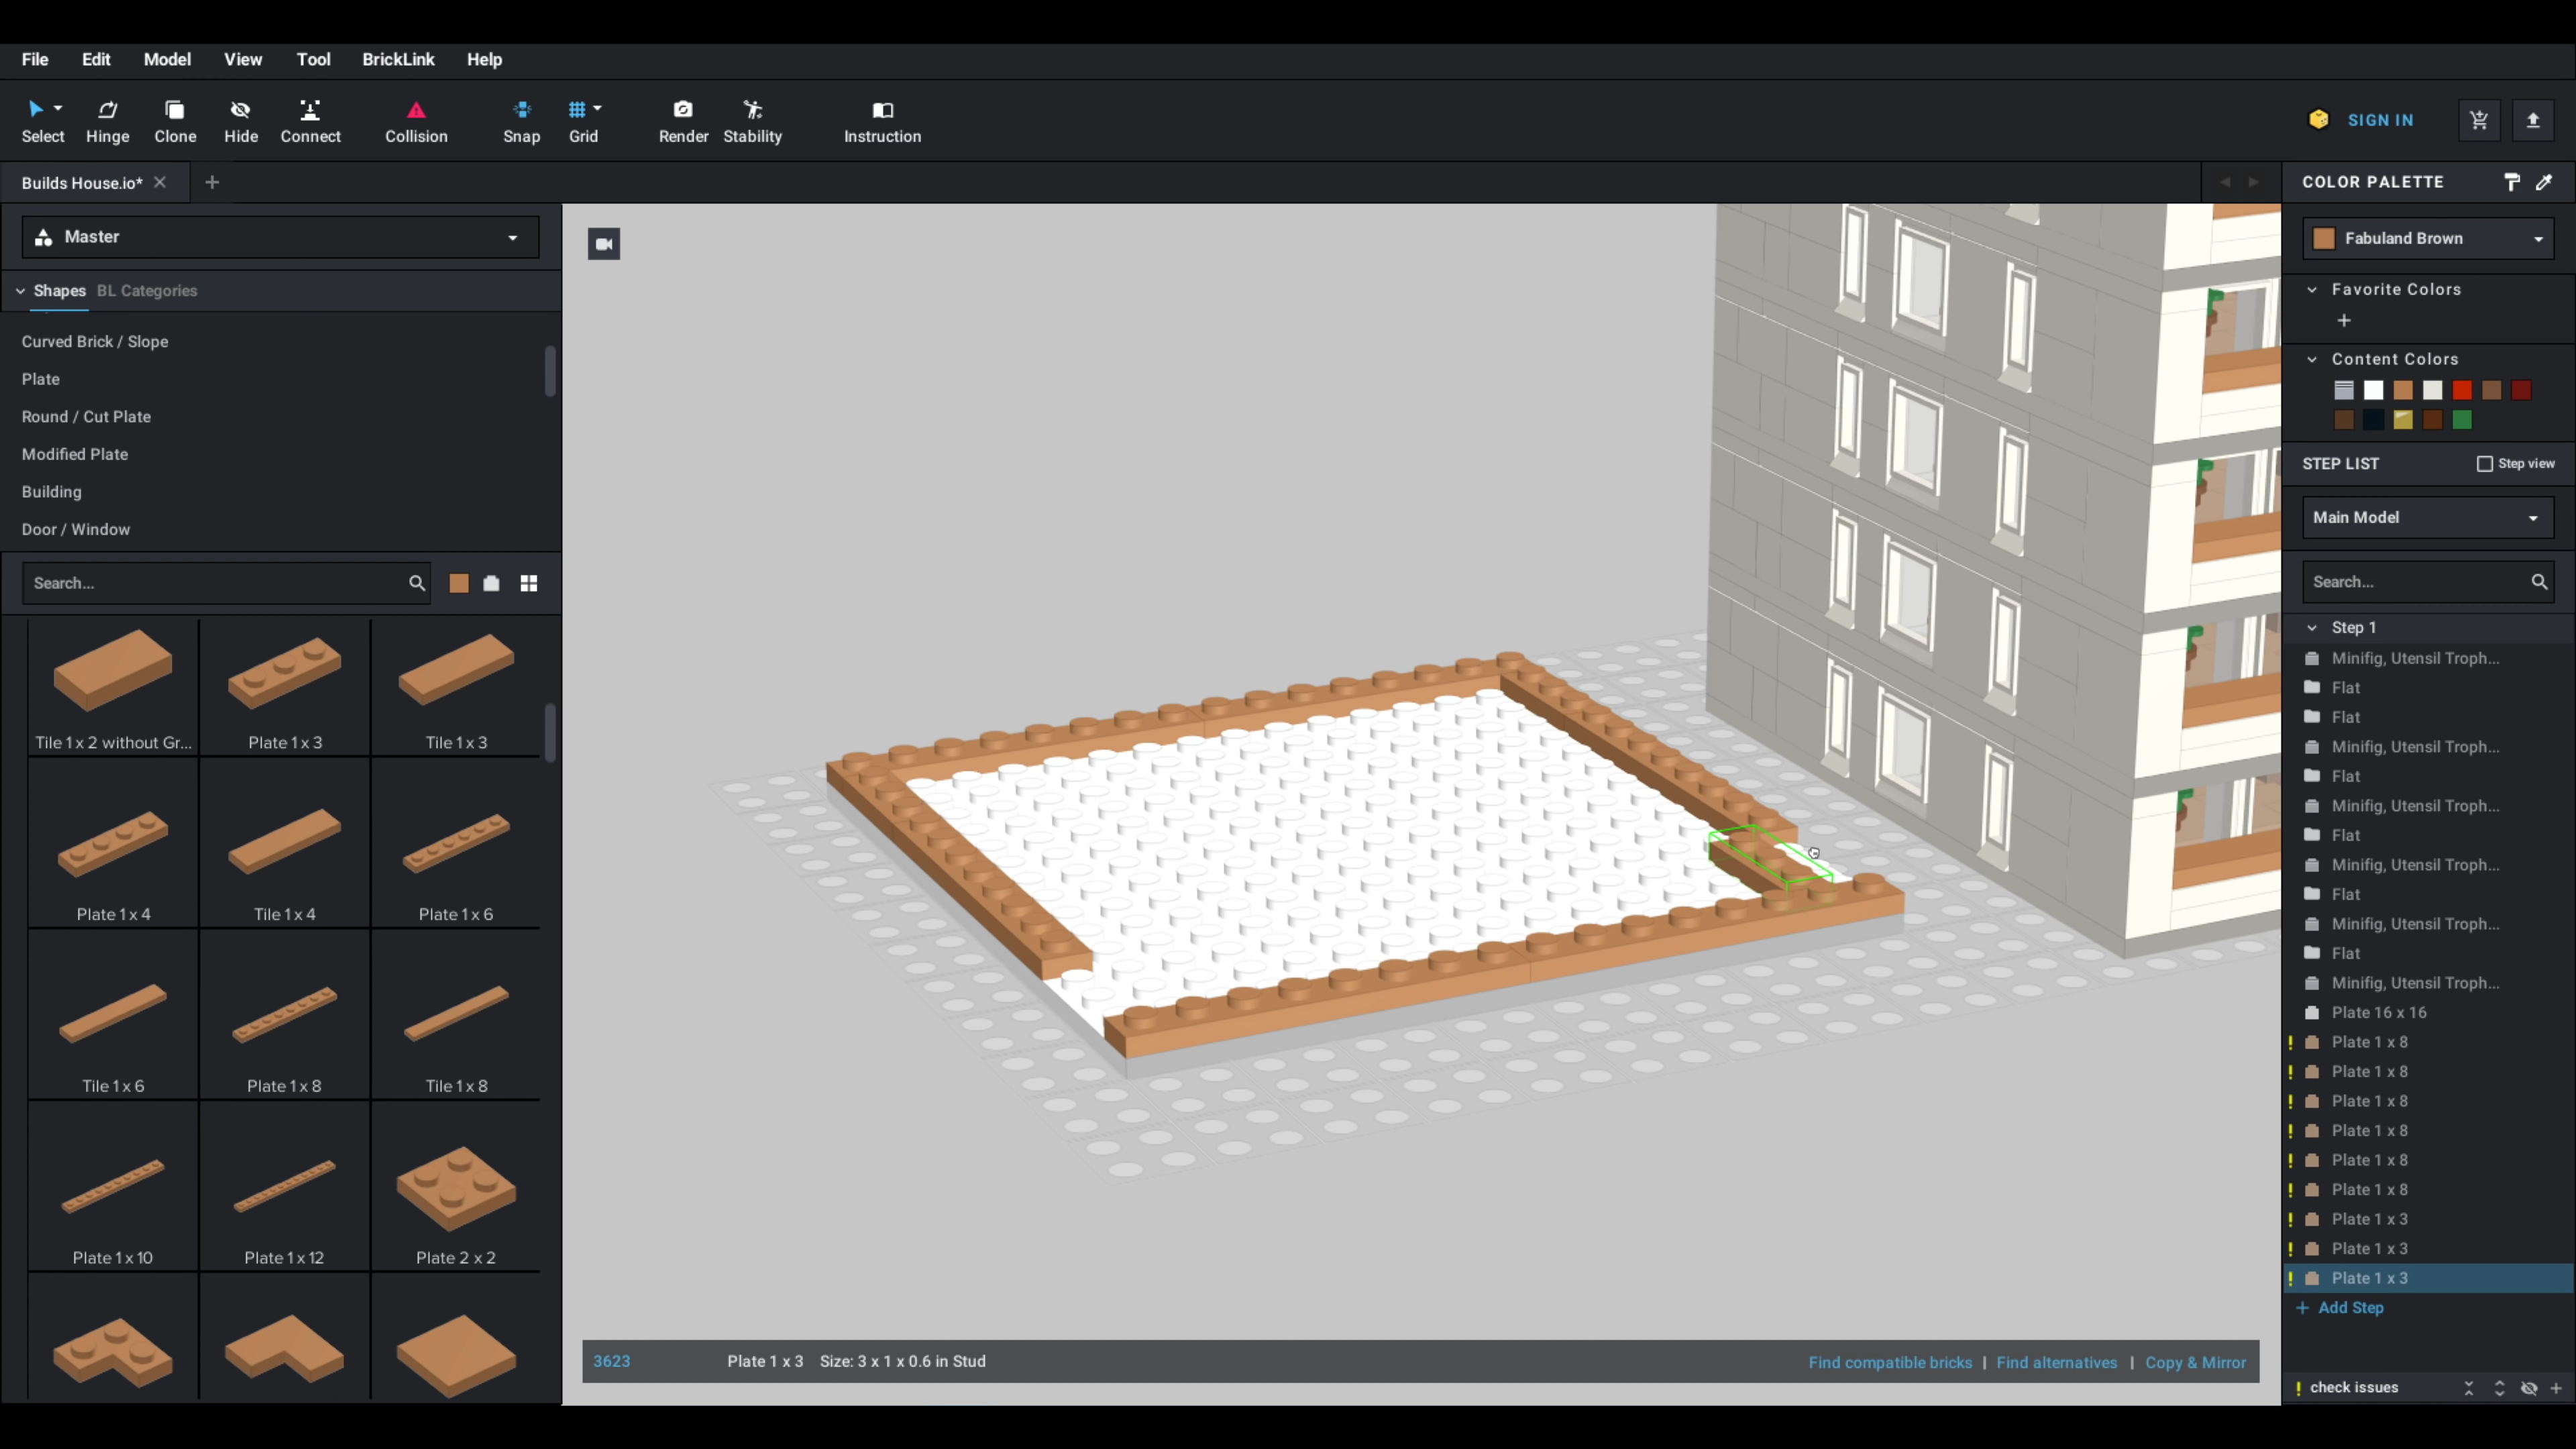 File Edit Model View Tool BrickLink Help
Select Hinge Clone Hide Connect Collision Snap Grid Render Stability Instruction SIGN IN
Builds House.io* COLOR PALETTE
Master
Fabuland Brown
Shapes BL Categories
Favorite Colors
Curved Brick / Slope
Plate
Round / Cut Plate
Modified Plate
Building
Door / Window
Content Colors
STEP LIST Step view
Main Model
Search...
Search...
Tile 1 x 2 without Gr... Plate 1 x 3 Tile 1 x 3
Plate 1 x 4 Tile 1 x 4 Plate 1 x 6
Tile 1 x 6 Plate 1 x 8 Tile 1 x 8
Plate 1 x 10 Plate 1 x 12 Plate 2 x 2
Step 1
Minifig, Utensil Troph...
Flat
Flat
Minifig, Utensil Troph...
Flat
Minifig, Utensil Troph...
Flat
Minifig, Utensil Troph...
Flat
Minifig, Utensil Troph...
Flat
Minifig, Utensil Troph...
Plate 16 x 16
! Plate 1 x 8
! Plate 1 x 8
! Plate 1 x 8
! Plate 1 x 8
! Plate 1 x 8
! Plate 1 x 8
! Plate 1 x 3
! Plate 1 x 3
! Plate 1 x 3
+ Add Step
3623 Plate 1 x 3 Size: 3 x 1 x 0.6 in Stud Find compatible bricks | Find alternatives | Copy & Mirror
! check issues